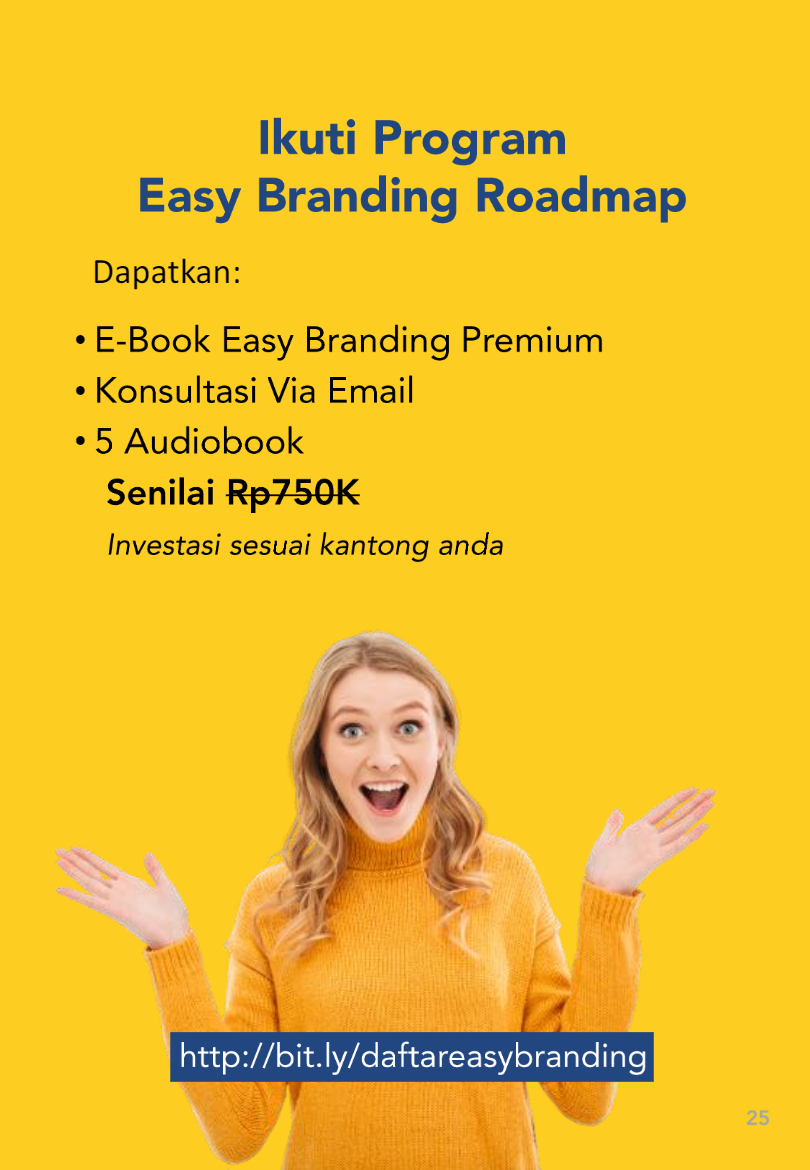 Ikuti Program
Easy Branding Roadmap
Dapatkan:
• E-Book Easy Branding Premium
• Konsultasi Via Email
• 5 Audiobook
Senilai Rp750K
Investasi sesuai kantong anda
http://bit.ly/daftareasybranding
25